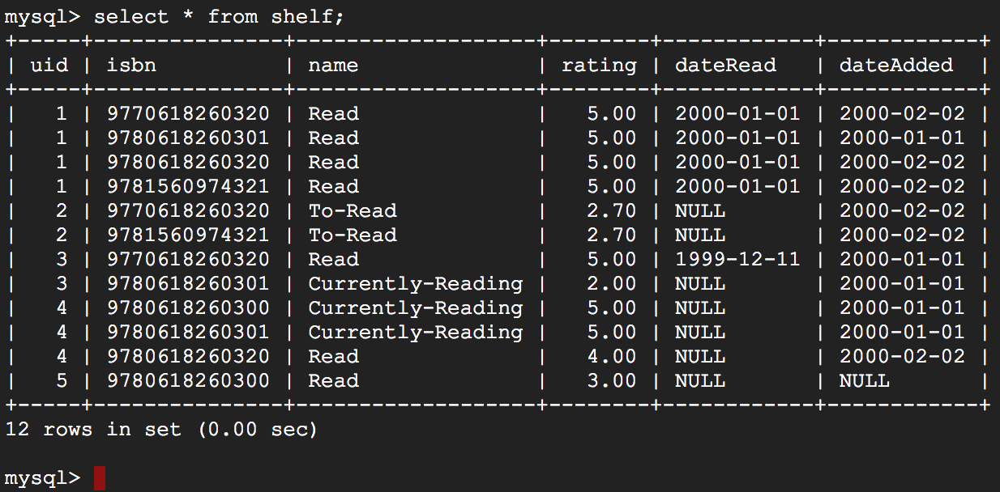 mysql> select * from shelf;
+-----+---------------+-------------------+--------+------------+------------+
| uid | isbn          | name              | rating | dateRead   | dateAdded  |
+-----+---------------+-------------------+--------+------------+------------+
|   1 | 9770618260320 | Read              |   5.00 | 2000-01-01 | 2000-02-02 |
|   1 | 9780618260301 | Read              |   5.00 | 2000-01-01 | 2000-01-01 |
|   1 | 9780618260320 | Read              |   5.00 | 2000-01-01 | 2000-02-02 |
|   1 | 9781560974321 | Read              |   5.00 | 2000-01-01 | 2000-02-02 |
|   2 | 9770618260320 | To-Read           |   2.70 | NULL       | 2000-02-02 |
|   2 | 9781560974321 | To-Read           |   2.70 | NULL       | 2000-02-02 |
|   3 | 9770618260320 | Read              |   5.00 | 1999-12-11 | 2000-01-01 |
|   3 | 9780618260301 | Currently-Reading |   2.00 | NULL       | 2000-01-01 |
|   4 | 9780618260300 | Currently-Reading |   5.00 | NULL       | 2000-01-01 |
|   4 | 9780618260301 | Currently-Reading |   5.00 | NULL       | 2000-01-01 |
|   4 | 9780618260320 | Read              |   4.00 | NULL       | 2000-02-02 |
|   5 | 9780618260300 | Read              |   3.00 | NULL       | NULL       |
+-----+---------------+-------------------+--------+------------+------------+
12 rows in set (0.00 sec)
mysql>